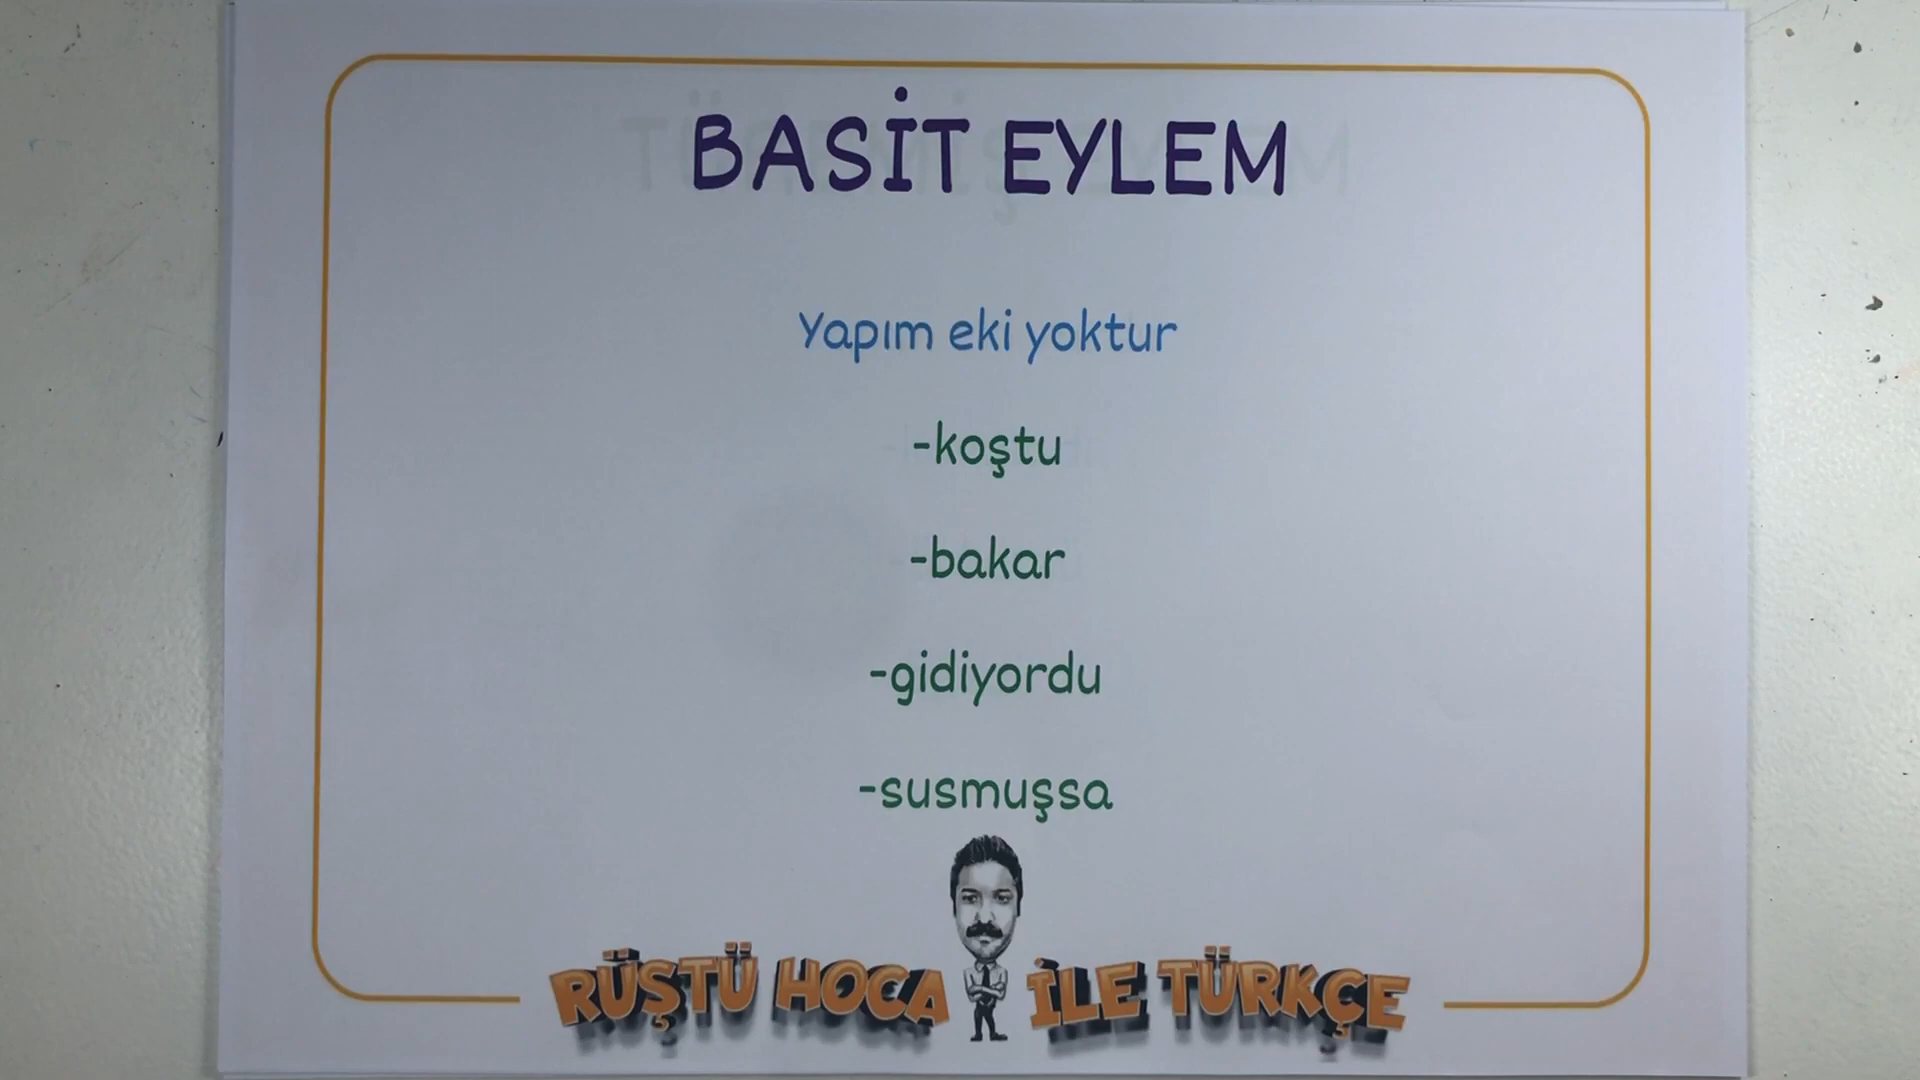 BASİT EYLEM
Yapım eki yoktur
-koştu
-bakar
-gidiyordu
-susmuşsa
RÜŞTÜ HOCA İLE TÜRKÇE